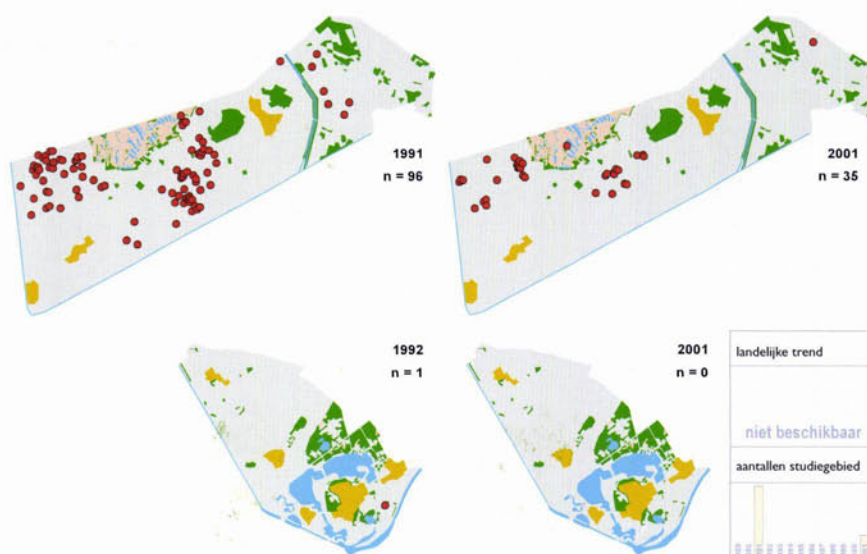 1991
n = 96
2001
n = 35
1992
n = 1
2001
n = 0
landelijke trend
niet beschikbaar
aantallen studiegebied